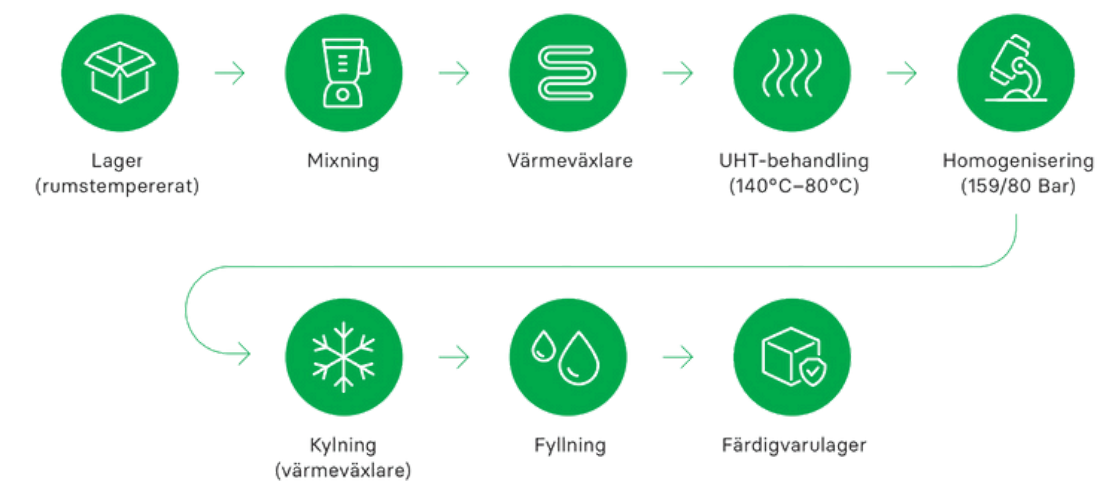 Lager
(rumstempererat)
Mixning
Värmeväxlare
UHT-behandling
(140°C–80°C)
Homogenisering
(159/80 Bar)
Kylning
(värmeväxlare)
Fyllning
Färdigvarulager